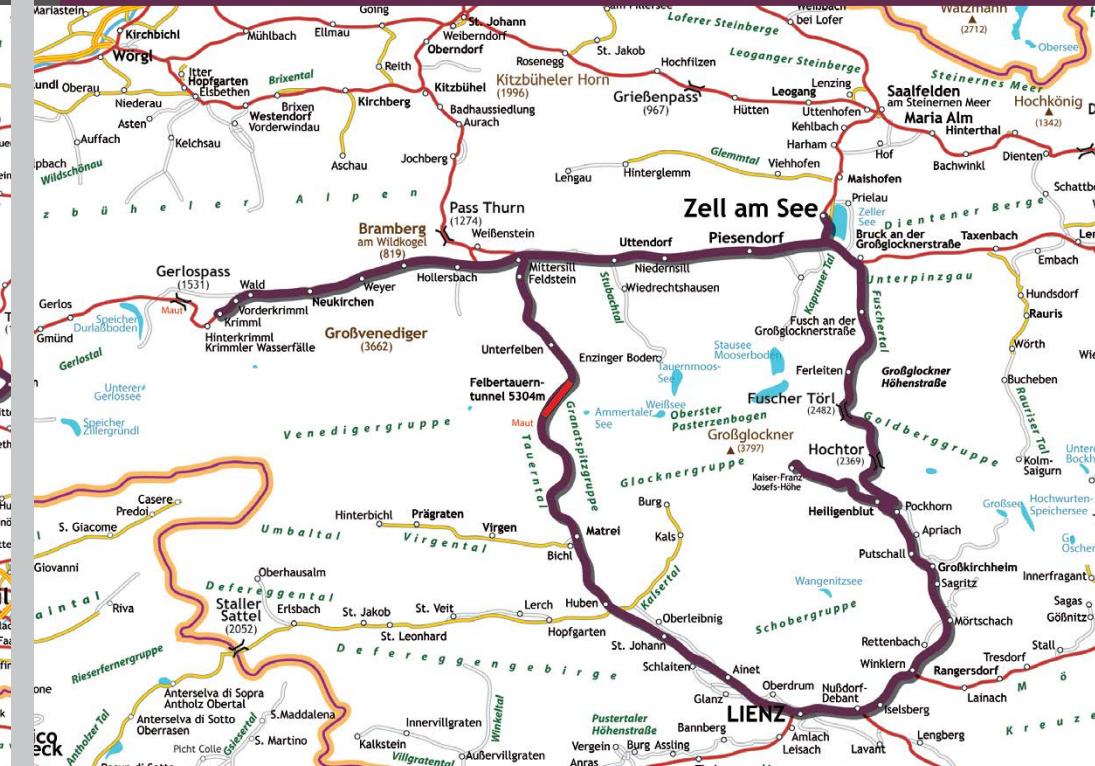 Mariastein
Kirchbichl
Wörgl
Mühlbach
Ellmau
Going
St. Johann
Weiberndorf
Oberndorf
Reith
St. Jakob
Rosenegg
Hochfilzen
Loferer Steinberge
bei Lofer
Watzmann
(2712)
Obersee
Leoganger Steinberge
Steinernes Meer
Itter
Hopfgarten
Elsbethen
Oberau
Niederau
Brixental
Brixen
Westendorf
Vorderwindau
Kirchberg
Kitzbühel
Kitzbüheler Horn
(1996)
Badhaussiedlung
Aurach
Grießenpass
(967)
Hütten
Leogang
Lenzing
Uttenhofen
Saalfelden
am Steinernen Meer
Hochkönig
(1342)
Maria Alm
Hinterthal
Kehlbach
Asten
Auffach
Kelchsau
Wildschönau
Aschau
Jochberg
Lengau
Hinterglemm
Glemmtal
Viehhofen
Harham
Hof
Bachwinkl
Dienten
Maishofen
zbüheler Alpen
Pass Thurn
(1274)
Zell am See
Prielau
Zeller
See
Dientener Berge
Bramberg
am Wildkogel
(819)
Weißenstein
Uttendorf
Piesendorf
Bruck an der
Großglocknerstraße
Taxenbach
Embach
Gerlospass
(1531)
Wald
Weyer
Hollersbach
Mittersill
Feldstein
Niedernsill
Unterpinzgau
Gerlos
Maut
Neukirchen
Vorderkrimml
Krimml
Stubachtal
Wiedrechtshausen
Kapruner Tal
Fuschertal
Hundsdorf
Rauris
Speicher
Durlaßboden
Gmünd
Hinterkrimml
Krimmler Wasserfälle
Großvenediger
(3662)
Fusch an der
Großglocknerstraße
Gerlostal
Unterfelben
Enzinger Boden
Stausee
Mooserboden
Wörth
Ferleiten
Großglockner
Höhenstraße
Tauernmoos-
See
Bucheben
Unterer
Gerlossee
Felbertauern-
tunnel 5304m
Weißsee
Fuscher Törl
(2482)
Speicher
Zillergründl
Maut
Ammertaler
See
Oberster
Pasterzenbogen
Rauriser Tal
Venedigergruppe
Granatspitzgruppe
Großglockner
(3797)
Goldberggruppe
Tauerntal
Glocknergruppe
Hochtor
(2369)
Kolm-
Saigurn
Kaiser-Franz
Josefs-Höhe
Casere
Predoi
S. Giacomo
Hinterbichl
Prägraten
Burg
Heiligenblut
Pockhorn
Großsee
Hochwurten-
Speichersee
Umbaltal
Virgental
Virgen
Matrei
Kals
Apriach
Bichl
Putschall
Giovanni
Oberhausalm
Großkirchheim
Innerfragant
Defereggental
Kalsertal
Wangenitzsee
Sagritz
Riva
Staller
Sattel
(2052)
Erlsbach
St. Jakob
St. Veit
Lerch
Huben
Schobergruppe
Sagas
Gößnitz
St. Leonhard
Hopfgarten
Oberleibnig
Mörtschach
Defereggengebirge
St. Johann
Rettenbach
Stall
Rieserfernergruppe
Schlaiten
Ainet
Winklern
Rangersdorf
Tresdorf
Anterselva di Sopra
Antholz Obertal
Glanz
Oberdrum
Nußdorf-
Debant
Lainach
S.Maddalena
Winkeltal
LIENZ
Iselsberg
Anterselva di Sotto
Oberrasen
Innervillgraten
Pustertaler
Höhenstraße
Bannberg
Amlach
Leisach
Lavant
Lengberg
Antholzer Tal
Picht Colle
Gsiesertal
S. Martino
Kalkstein
Villgratental
Außervillgraten
Vergein
Burg Assling
Anras